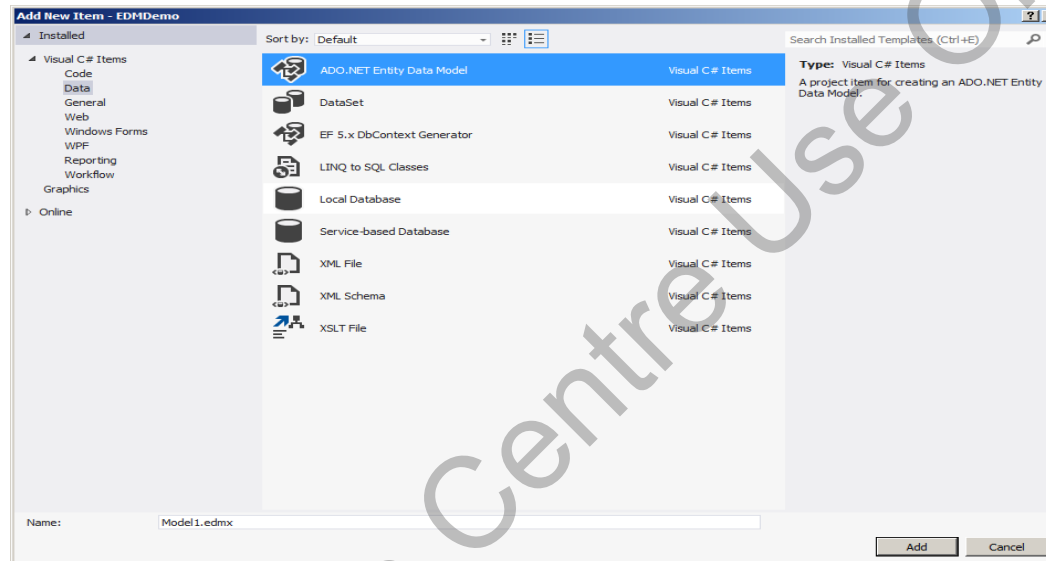 Add New Item - EDMDemo
?
Installed
Visual C# Items
Code
Data
General
Web
Windows Forms
WPF
Reporting
Workflow
Graphics
Online
Sort by: Default
ADO.NET Entity Data Model Visual C# Items
DataSet Visual C# Items
EF 5.x DbContext Generator Visual C# Items
LINQ to SQL Classes Visual C# Items
Local Database Visual C# Items
Service-based Database Visual C# Items
XML File Visual C# Items
XML Schema Visual C# Items
XSLT File Visual C# Items
Search Installed Templates (Ctrl+E)
Type: Visual C# Items
A project item for creating an ADO.NET Entity
Data Model.
Name: Model1.edmx
Add Cancel
Centre Use